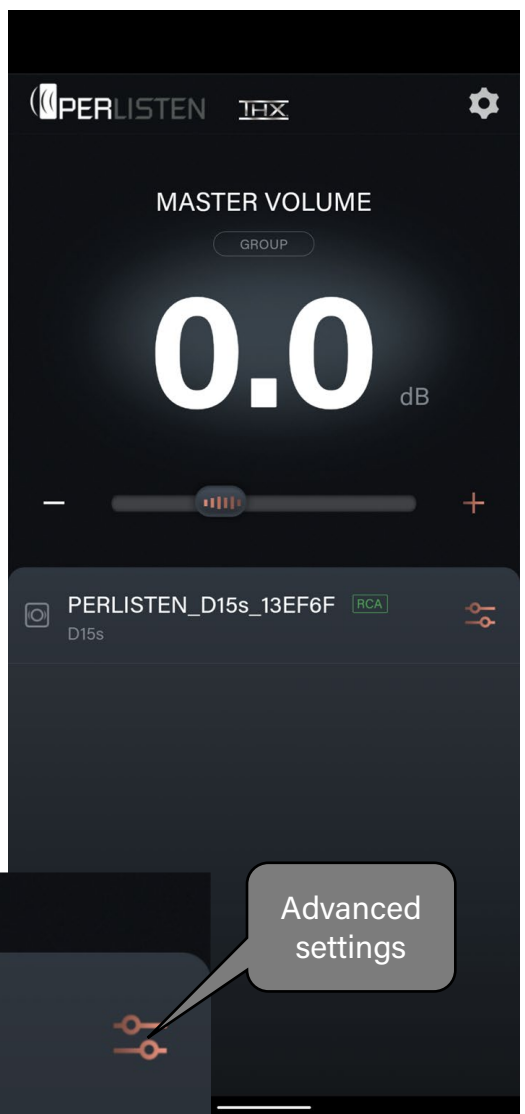 PERLISTEN THX
MASTER VOLUME
GROUP
0.0 dB
PERLISTEN_D15s_13EF6F RCA
D15s
Advanced
settings